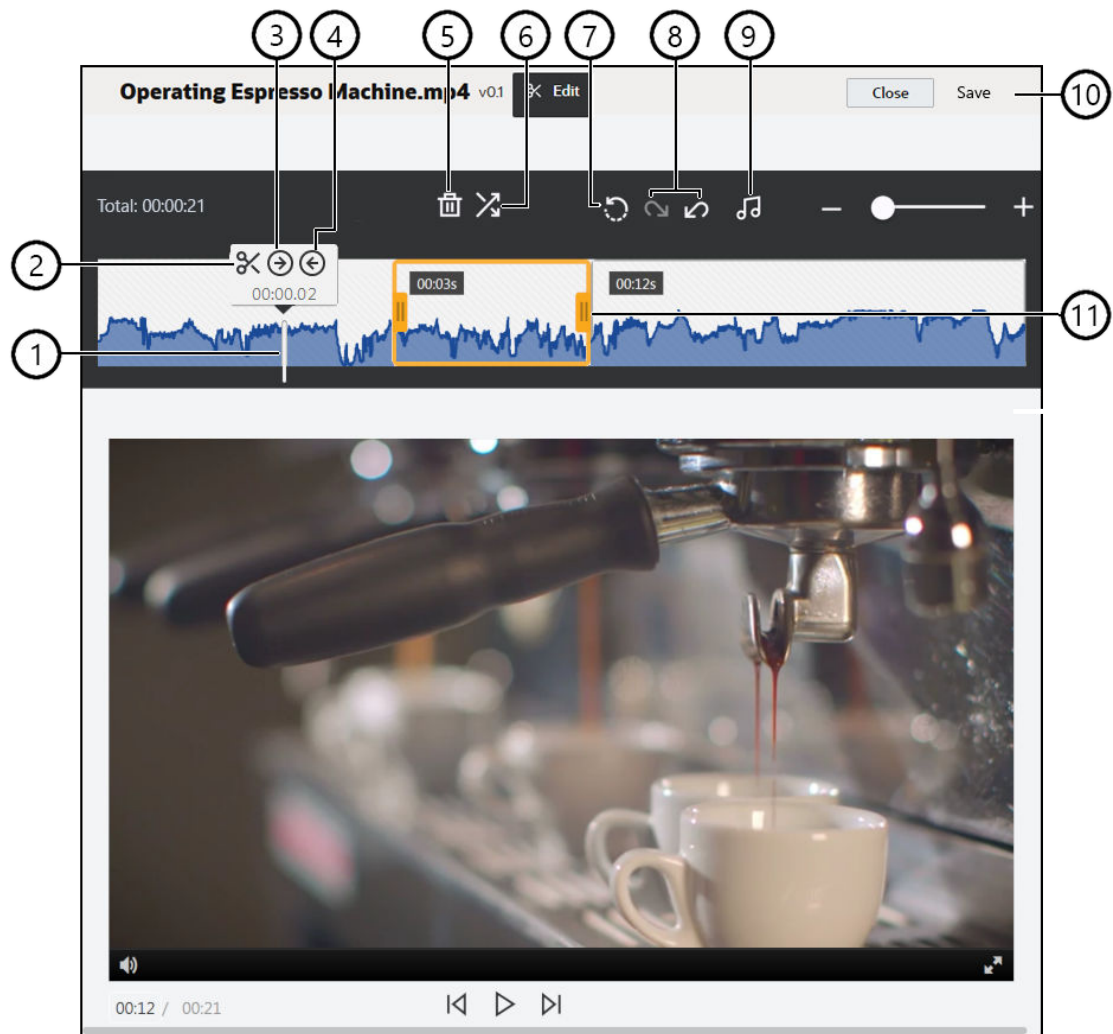 3 4 5 6 7 8 9
Operating Espresso Machine.mp4 v0.1 Edit Close Save 10
Total: 00:00:21
2
00:00.02
00:03s 00:12s
11
1
00:12 / 00:21